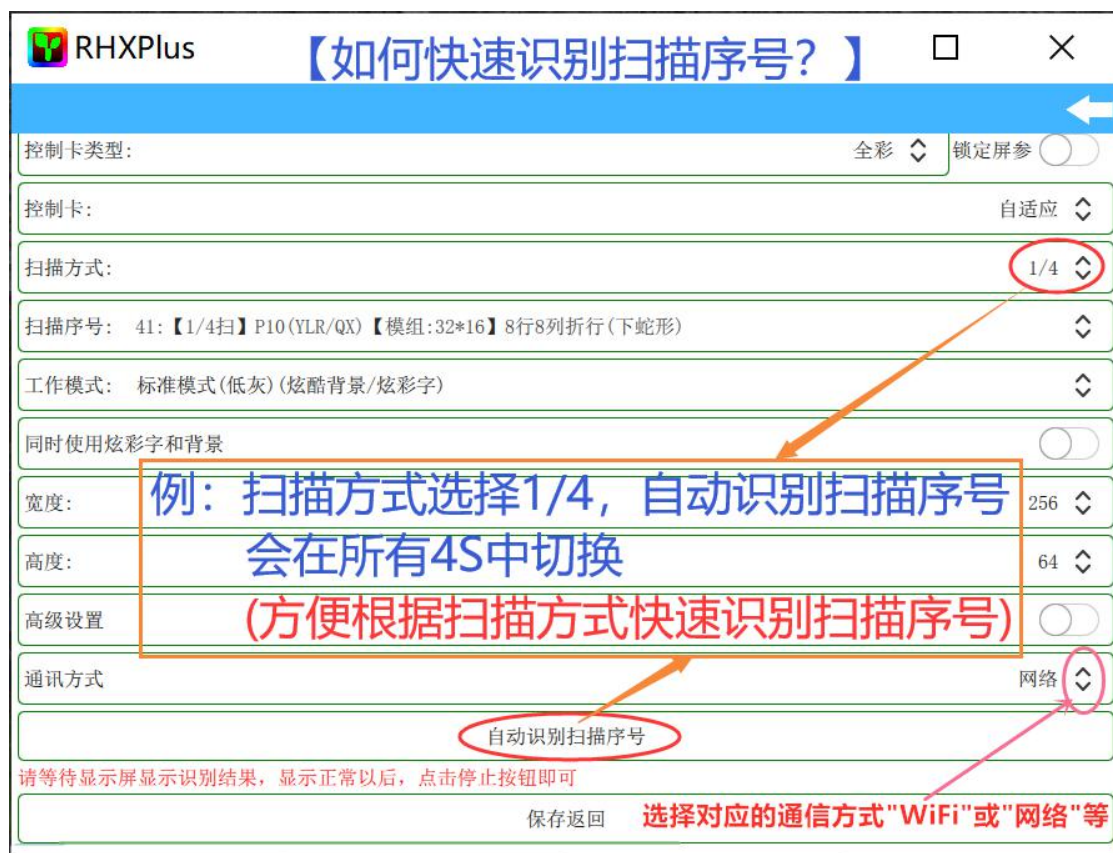 RHXPlus 【如何快速识别扫描序号？】
控制卡类型: 全彩 锁定屏参
控制卡: 自适应
扫描方式: 1/4
扫描序号: 41:【1/4扫】P10(YLR/QX)【模组:32*16】8行8列折行(下蛇形)
工作模式: 标准模式(低灰)(炫酷背景/炫彩字)
同时使用炫彩字和背景
例：扫描方式选择1/4，自动识别扫描序号
宽度: 256
会在所有4S中切换
高度: 64
高级设置 (方便根据扫描方式快速识别扫描序号)
通讯方式 网络
自动识别扫描序号
请等待显示屏显示识别结果，显示正常以后，点击停止按钮即可
保存返回 选择对应的通信方式"WiFi"或"网络"等